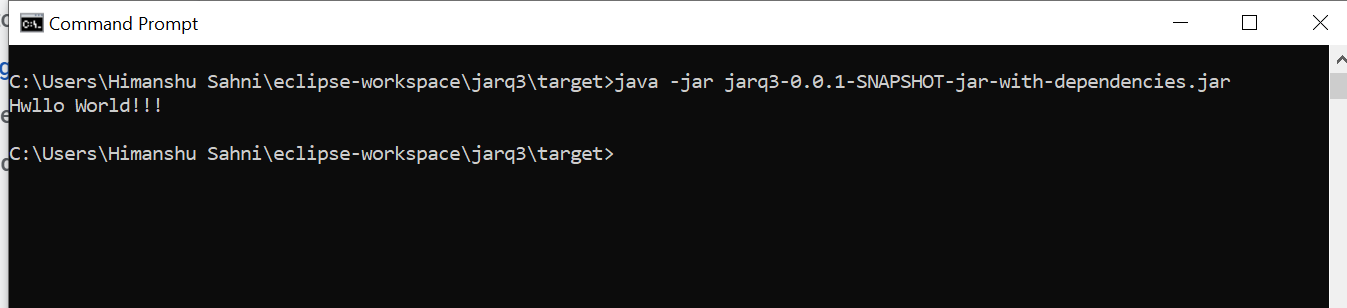 Command Prompt
C:\Users\Himanshu Sahni\eclipse-workspace\jarq3\target>java -jar jarq3-0.0.1-SNAPSHOT-jar-with-dependencies.jar
Hwllo World!!!
C:\Users\Himanshu Sahni\eclipse-workspace\jarq3\target>